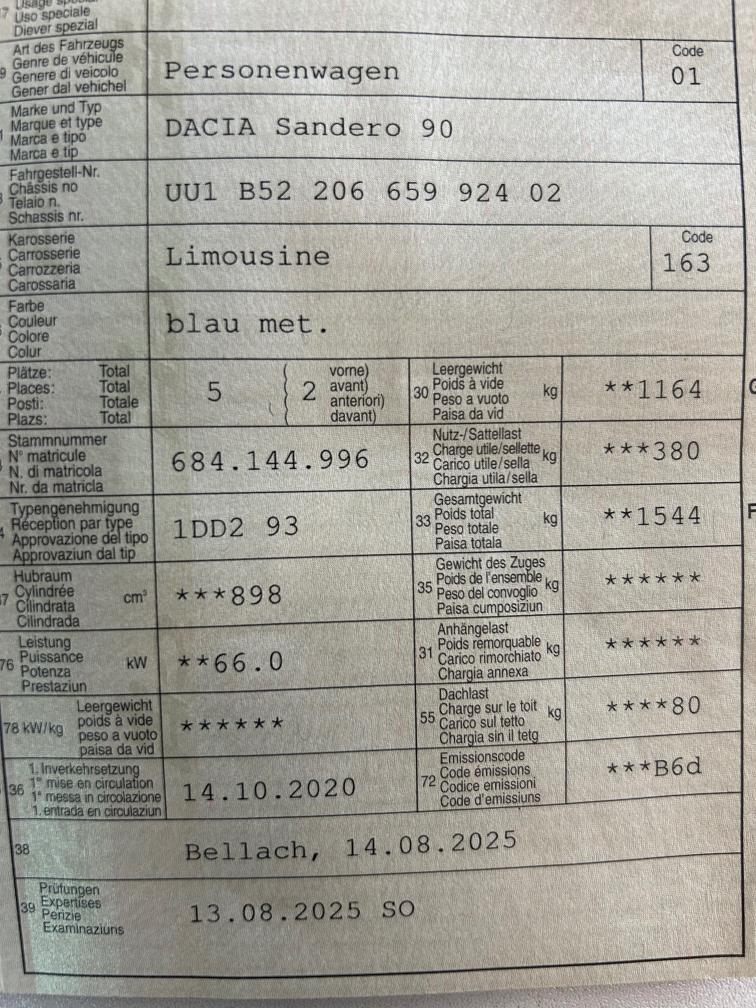 17 Usage spécial
Uso speciale
Diever spezial
Art des Fahrzeugs
Genre de véhicule
Genere di veicolo
Gener dal vehichel
Personenwagen
Code
01
Marke und Typ
Marque et type
Marca e tipo
Marca e tip
DACIA Sandero 90
Fahrgestell-Nr.
Châssis no
Telaio n.
Schassis nr.
UU1 B52 206 659 924 02
Karosserie
Carrosserie
Carrozzeria
Carossaria
Limousine
Code
163
Farbe
Couleur
Colore
Colur
blau met.
Plätze: Total
Places: Total
Posti: Totale
Plazs: Total
5 ( 2 vorne)
avant)
anteriori)
davant)
30 Leergewicht
Poids à vide
Peso a vuoto
Paisa da vid
kg
**1164
Stammnummer
N° matricule
N. di matricola
Nr. da matricla
684.144.996
32 Nutz-/Sattellast
Charge utile/sellette
Carico utile/sella
Chargia utila/sella
kg
***380
Typengenehmigung
Réception par type
Approvazione del tipo
Approvaziun dal tip
1DD2 93
33 Gesamtgewicht
Poids total
Peso totale
Paisa totala
kg
**1544
Hubraum
Cylindrée
Cilindrata
Cilindrada
cm³
***898
35 Gewicht des Zuges
Poids de l'ensemble
Peso del convoglio
Paisa cumposiziun
kg
******
76 Leistung
Puissance
Potenza
Prestaziun
kW
**66.0
31 Anhängelast
Poids remorquable
Carico rimorchiato
Chargia annexa
kg
******
78 kW/kg
Leergewicht
poids à vide
peso a vuoto
paisa da vid
******
55 Dachlast
Charge sur le toit
Carico sul tetto
Chargia sin il tetg
kg
****80
36 1. Inverkehrsetzung
1re mise en circulation
1a messa in circolazione
1. entrada en circulaziun
14.10.2020
72 Emissionscode
Code émissions
Codice emissioni
Code d'emissiuns
***B6d
38
Bellach, 14.08.2025
39 Prüfungen
Expertises
Perizie
Examinaziuns
13.08.2025 SO